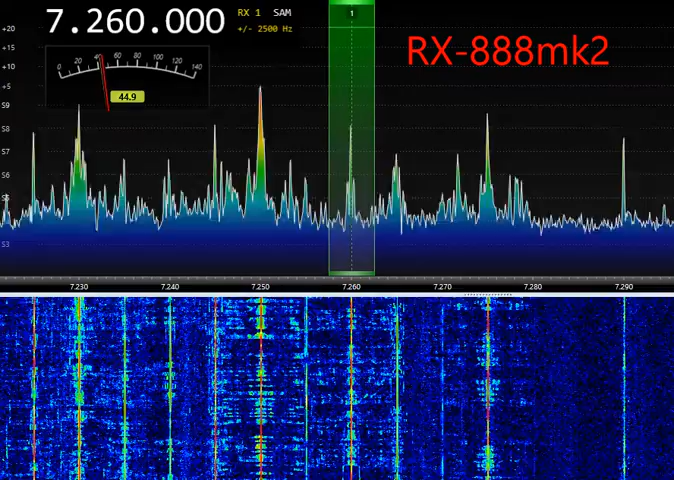 7.260.000
RX 1 SAM
+/- 2500 Hz
RX-888mk2
1
0 20 40 60 80 100 120 140
44.9
+20
+15
+10
+5
S9
S8
S7
S6
S5
S3
7.230 7.240 7.250 7.260 7.270 7.280 7.290